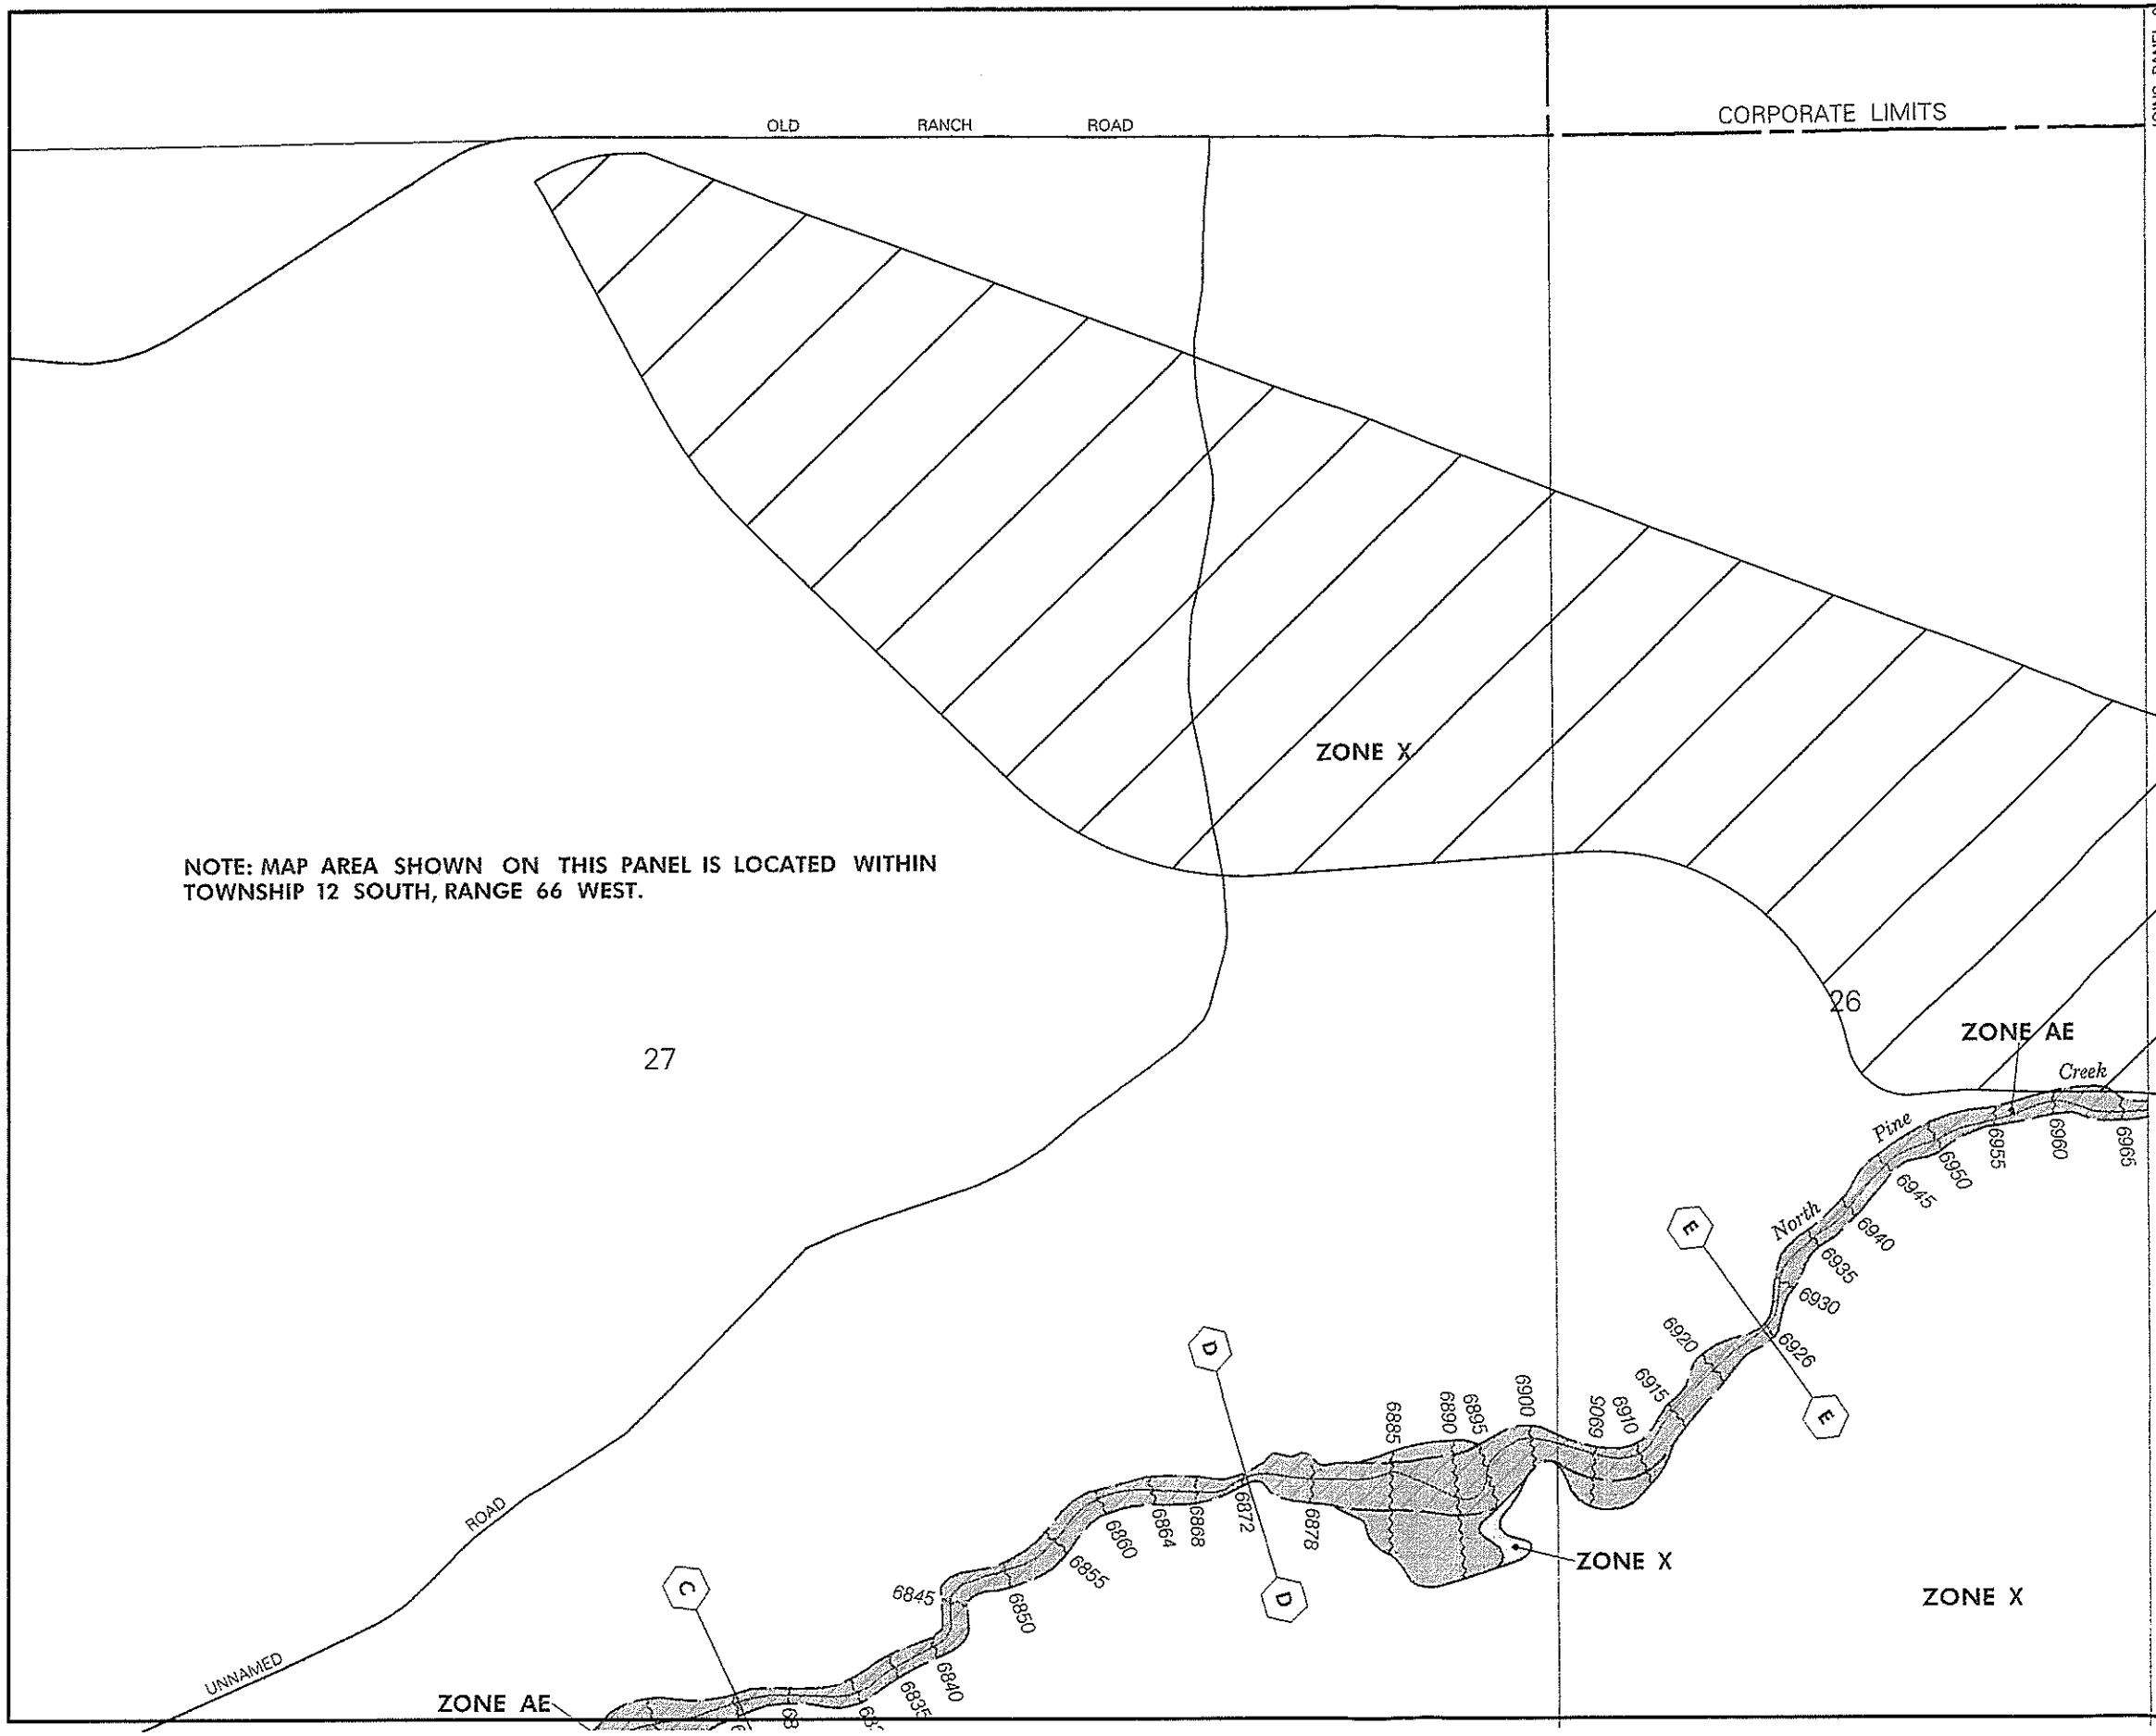 CORPORATE LIMITS
OLD RANCH ROAD
ZONE X
NOTE: MAP AREA SHOWN ON THIS PANEL IS LOCATED WITHIN
TOWNSHIP 12 SOUTH, RANGE 66 WEST.
26
27
ZONE AE
Creek
Pine
North
6965
6960
6955
6950
6945
6940
6935
6930
6926
E
E
6920
6915
6910
6905
6900
6895
6890
6885
6878
D
6872
D
6868
6864
6860
6855
6850
6845
6840
6835
ZONE X
ZONE X
C
ROAD
UNNAMED
ZONE AE